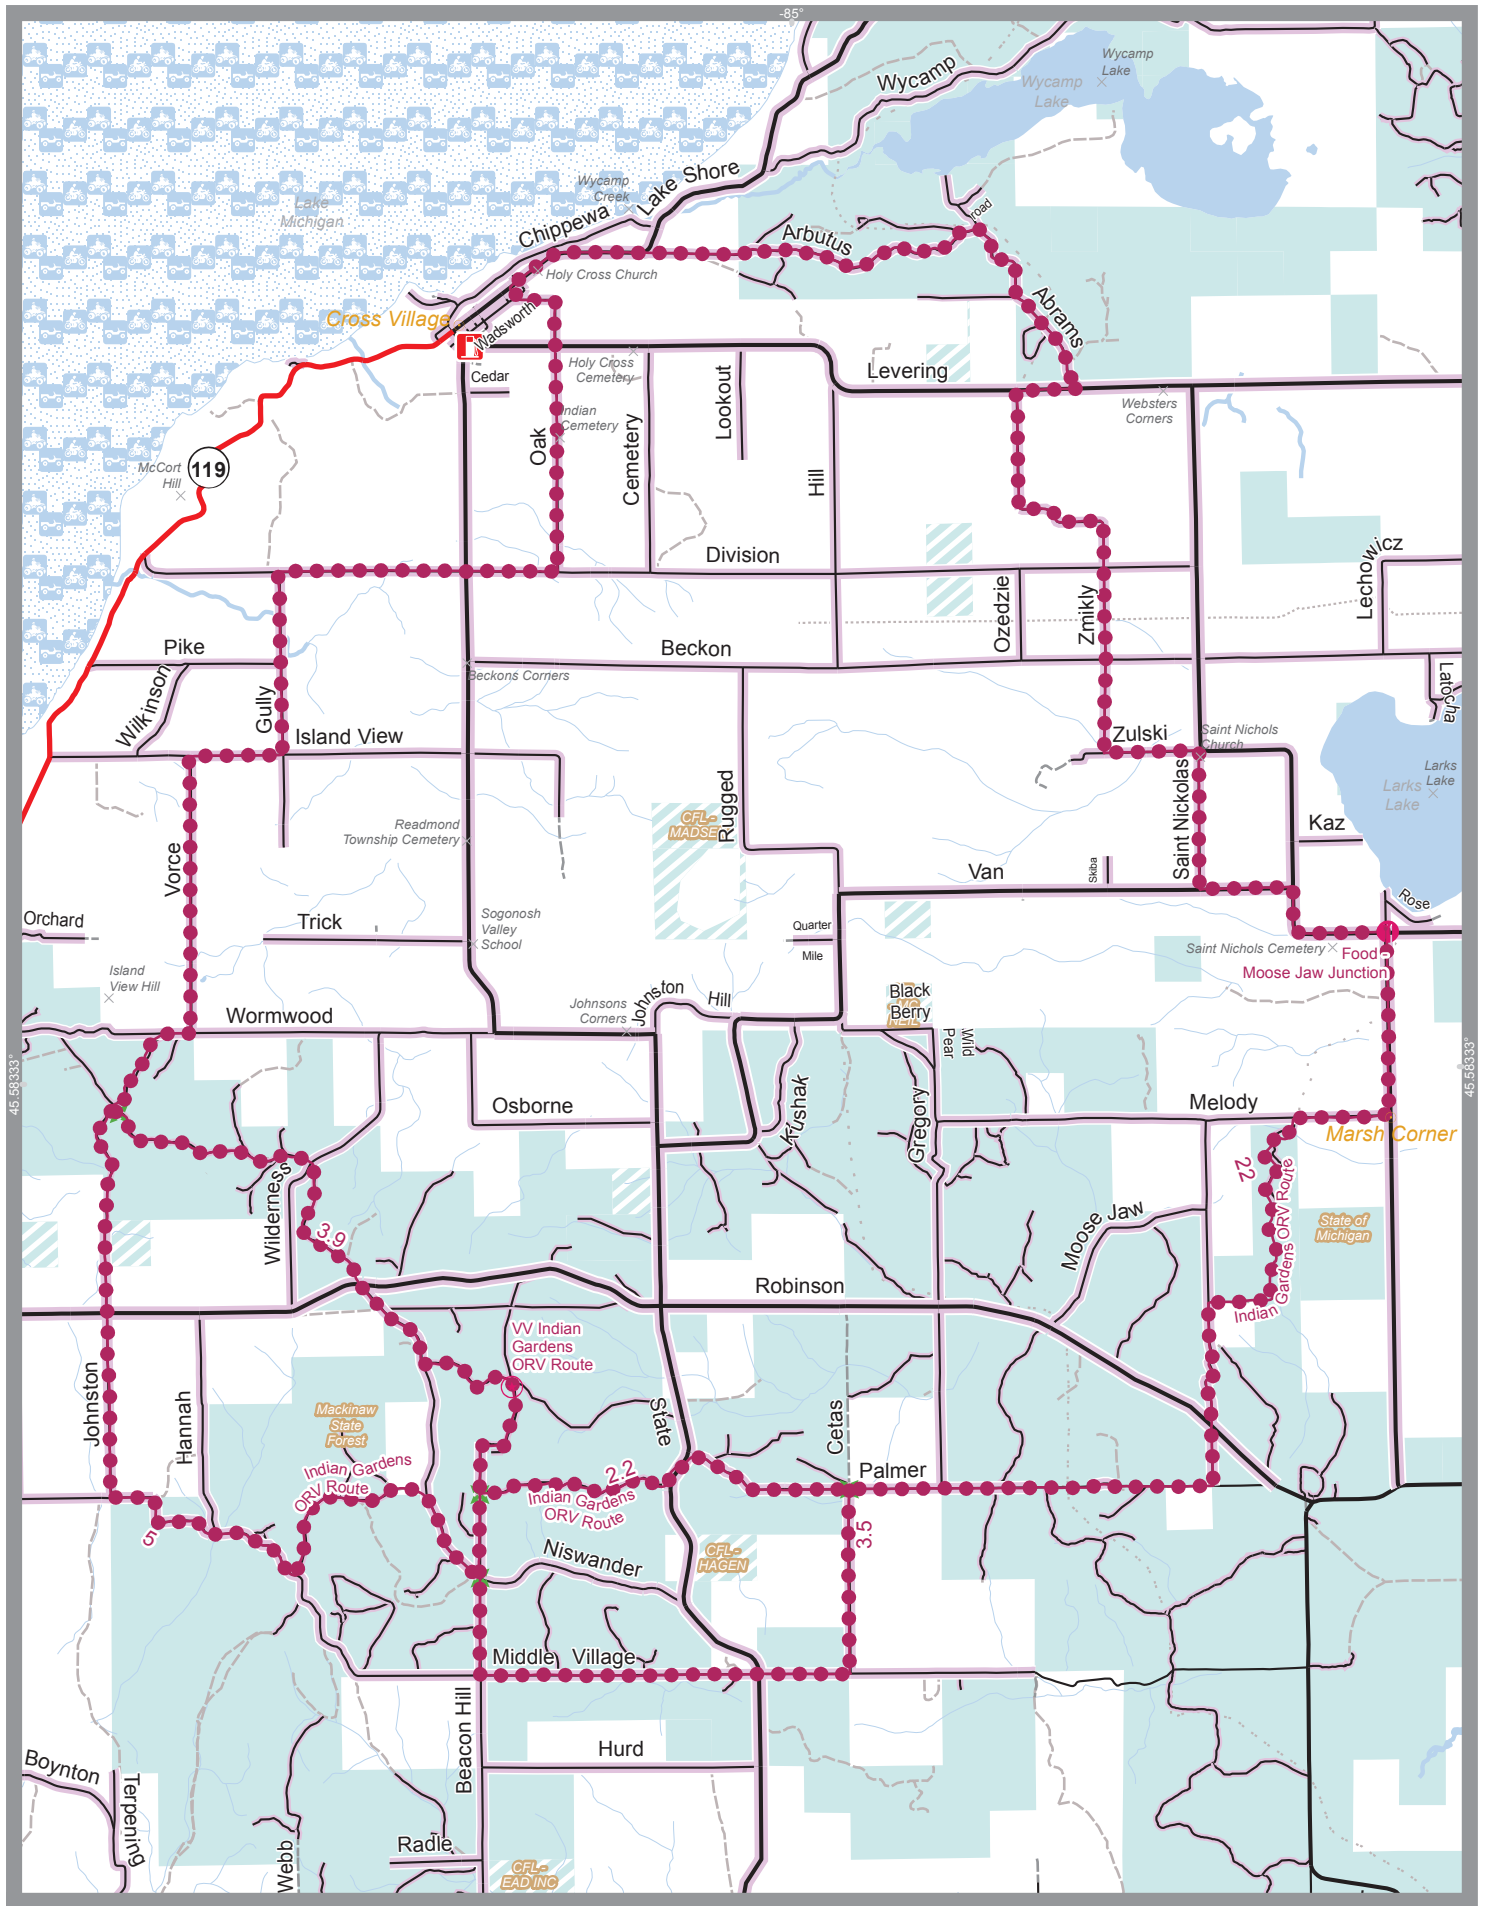 -85°
Wycamp
Wycamp
Lake
Wycamp
Lake
Lake Shore
Wycamp
Creek
Lake
Michigan
Chippewa
road
Arbutus
Holy Cross Church
Abrams
Cross Village
Wadsworth
Holy Cross
Cemetery
Cedar
Levering
Websters
Corners
Indian
Cemetery
Lookout
Oak
Cemetery
Hill
119
McCort
Hill
Division
Lechowicz
Ozedzie
Zmikly
Pike
Beckon
Beckons Corners
Wilkinson
Gully
Latocha
Island View
Zulski
Saint Nichols
Church
Larks
Lake
Larks
Lake
Rugged
Saint Nickolas
CFL -
MADSE
Readmond
Township Cemetery
Kaz
Vorce
Van
Skiba
Rose
Orchard
Trick
Sogonosh
Valley
School
Quarter
Mile
Saint Nichols Cemetery
Food
Moose Jaw Junction
Island
View Hill
Johnsons
Corners
Johnston
Hill
Black
Berry
Wormwood
Wild
Pear
45.58333°
45.58333°
Osborne
Kushak
Gregory
Melody
Marsh Corner
Wilderness
22
Indian
Gardens ORV Route
3.9
Moose Jaw
State of
Michigan
Robinson
VV Indian
Gardens
ORV Route
Johnston
Hannah
Mackinaw
State
Forest
State
Cetas
Indian Gardens
ORV Route
2.2
Indian Gardens
ORV Route
Palmer
5
3.5
Niswander
CFL -
HAGEN
Middle Village
Beacon Hill
Hurd
Boynton
Terpening
Radle
Webb
CFL -
EAD INC